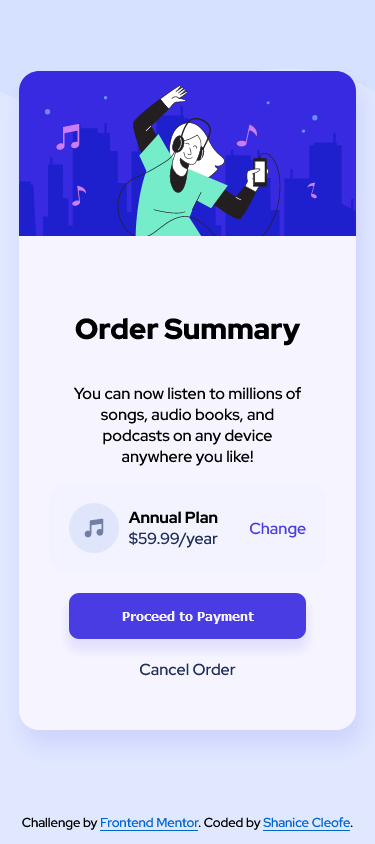 Order Summary
You can now listen to millions of
songs, audio books, and
podcasts on any device
anywhere you like!
Annual Plan
$59.99/year
Change
Proceed to Payment
Cancel Order
Challenge by Frontend Mentor. Coded by Shanice Cleofe.